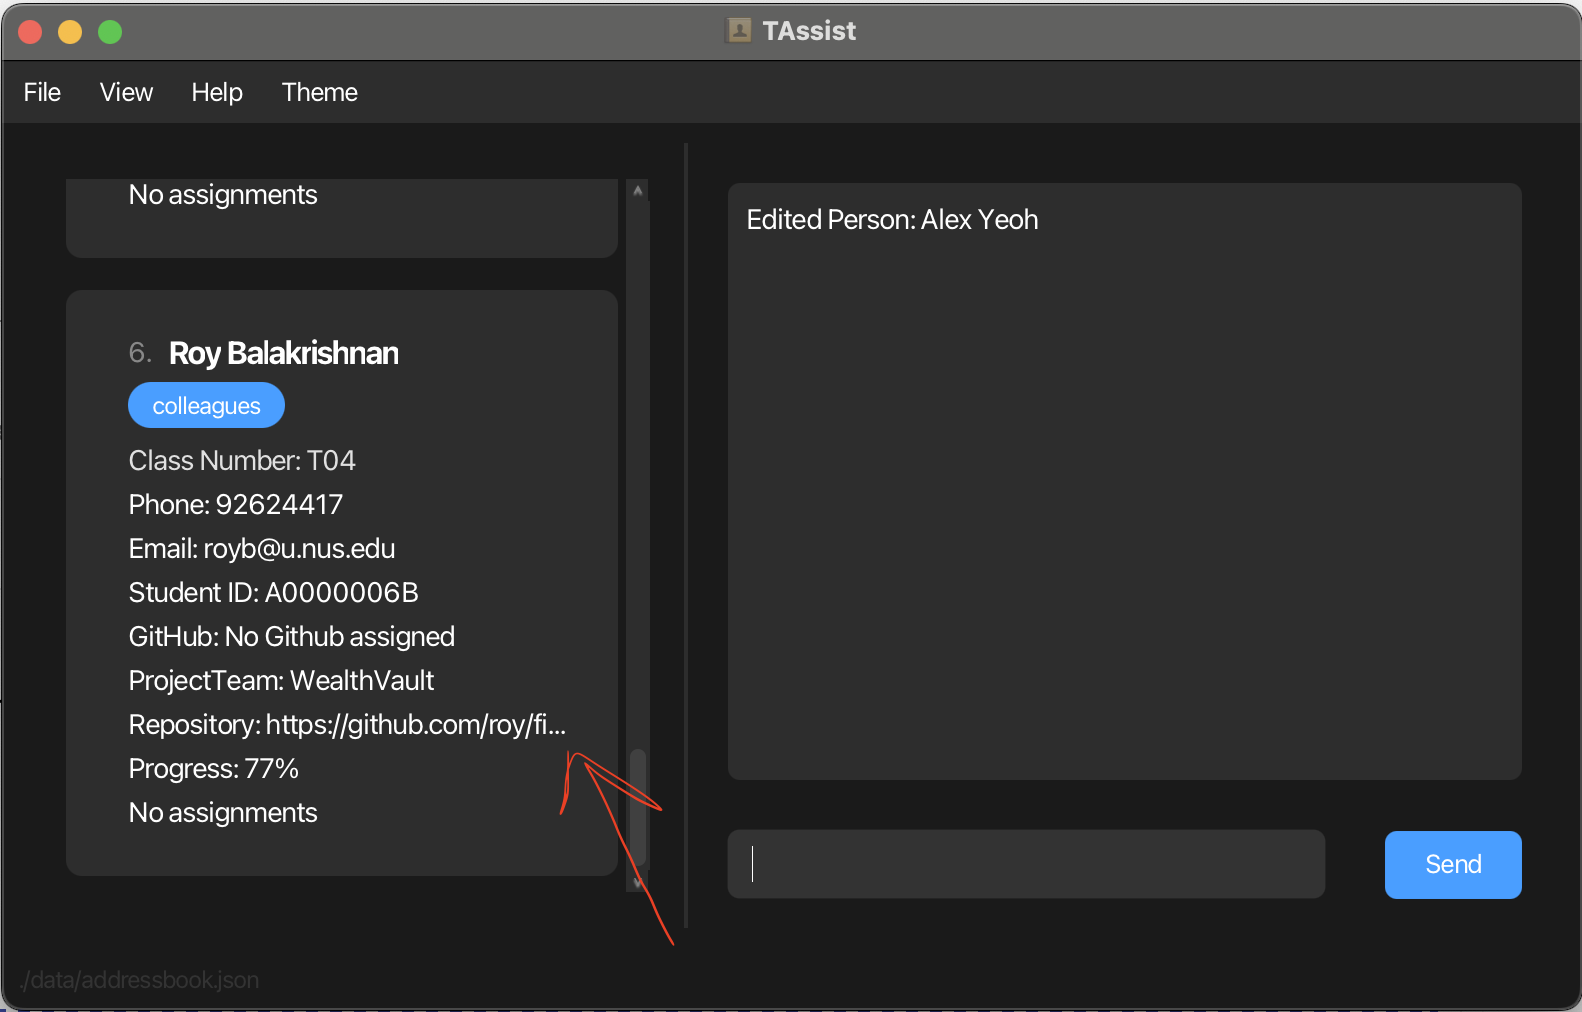 TAssist
File View Help Theme
No assignments
6. Roy Balakrishnan
colleagues
Class Number: T04
Phone: 92624417
Email: royb@u.nus.edu
Student ID: A0000006B
GitHub: No Github assigned
ProjectTeam: WealthVault
Repository: https://github.com/roy/fi...
Progress: 77%
No assignments
Edited Person: Alex Yeoh
Send
./data/addressbook.json